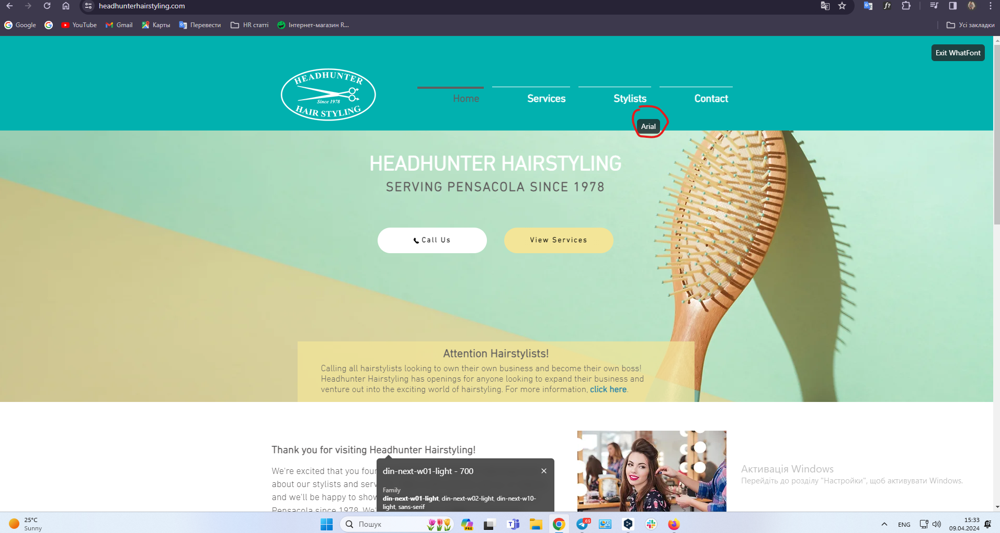 headhunterhairstyling.com
Google
YouTube
Gmail
Карты
Перевести
HR статті
Інтернет-магазин R...
Усі закладки
Exit WhatFont
HEADHUNTER
Since 1978
HAIR STYLING
Home
Services
Stylists
Contact
Arial
HEADHUNTER HAIRSTYLING
SERVING PENSACOLA SINCE 1978
Call Us
View Services
Attention Hairstylists!
Calling all hairstylists looking to own their own business and become their own boss!
Headhunter Hairstyling has openings for anyone looking to expand their business and
venture out into the exciting world of hairstyling. For more information, click here.
Thank you for visiting Headhunter Hairstyling!
We're excited that you four
about our stylists and serv
and we'll be happy to show
Pensacola since 1978. We'
din-next-w01-light - 700
Family
din-next-w01-light, din-next-w02-light, din-next-w10-
light, sans-serif
Активація Windows
Перейдіть до розділу "Настройки", щоб активувати Windows.
25°C
Sunny
Пошук
PRE
69
ENG
15:33
09.04.2024